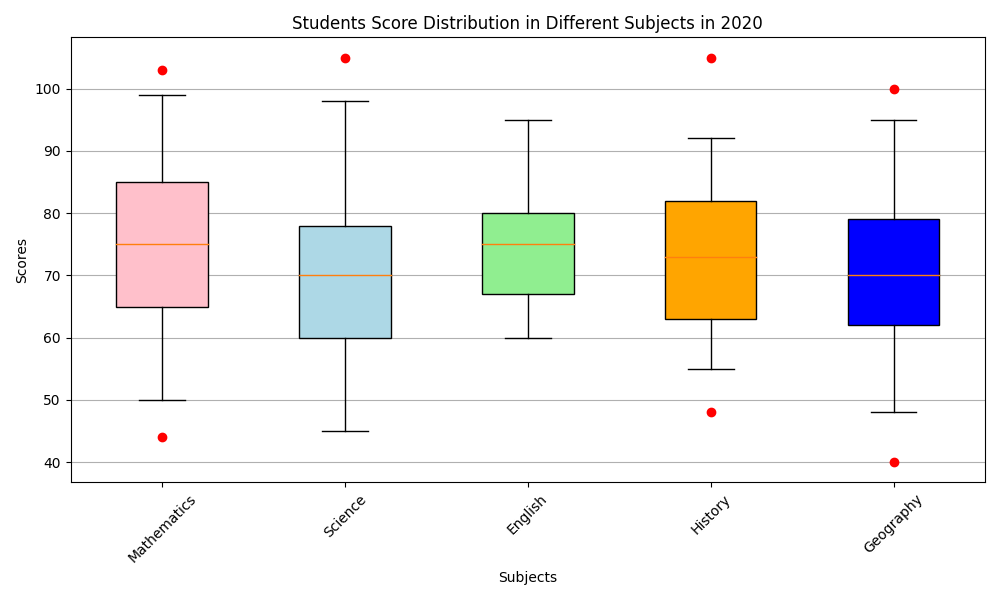 Students Score Distribution in Different Subjects in 2020
Scores
100
90
80
70
60
50
40
Mathematics
Science
English
History
Geography
Subjects